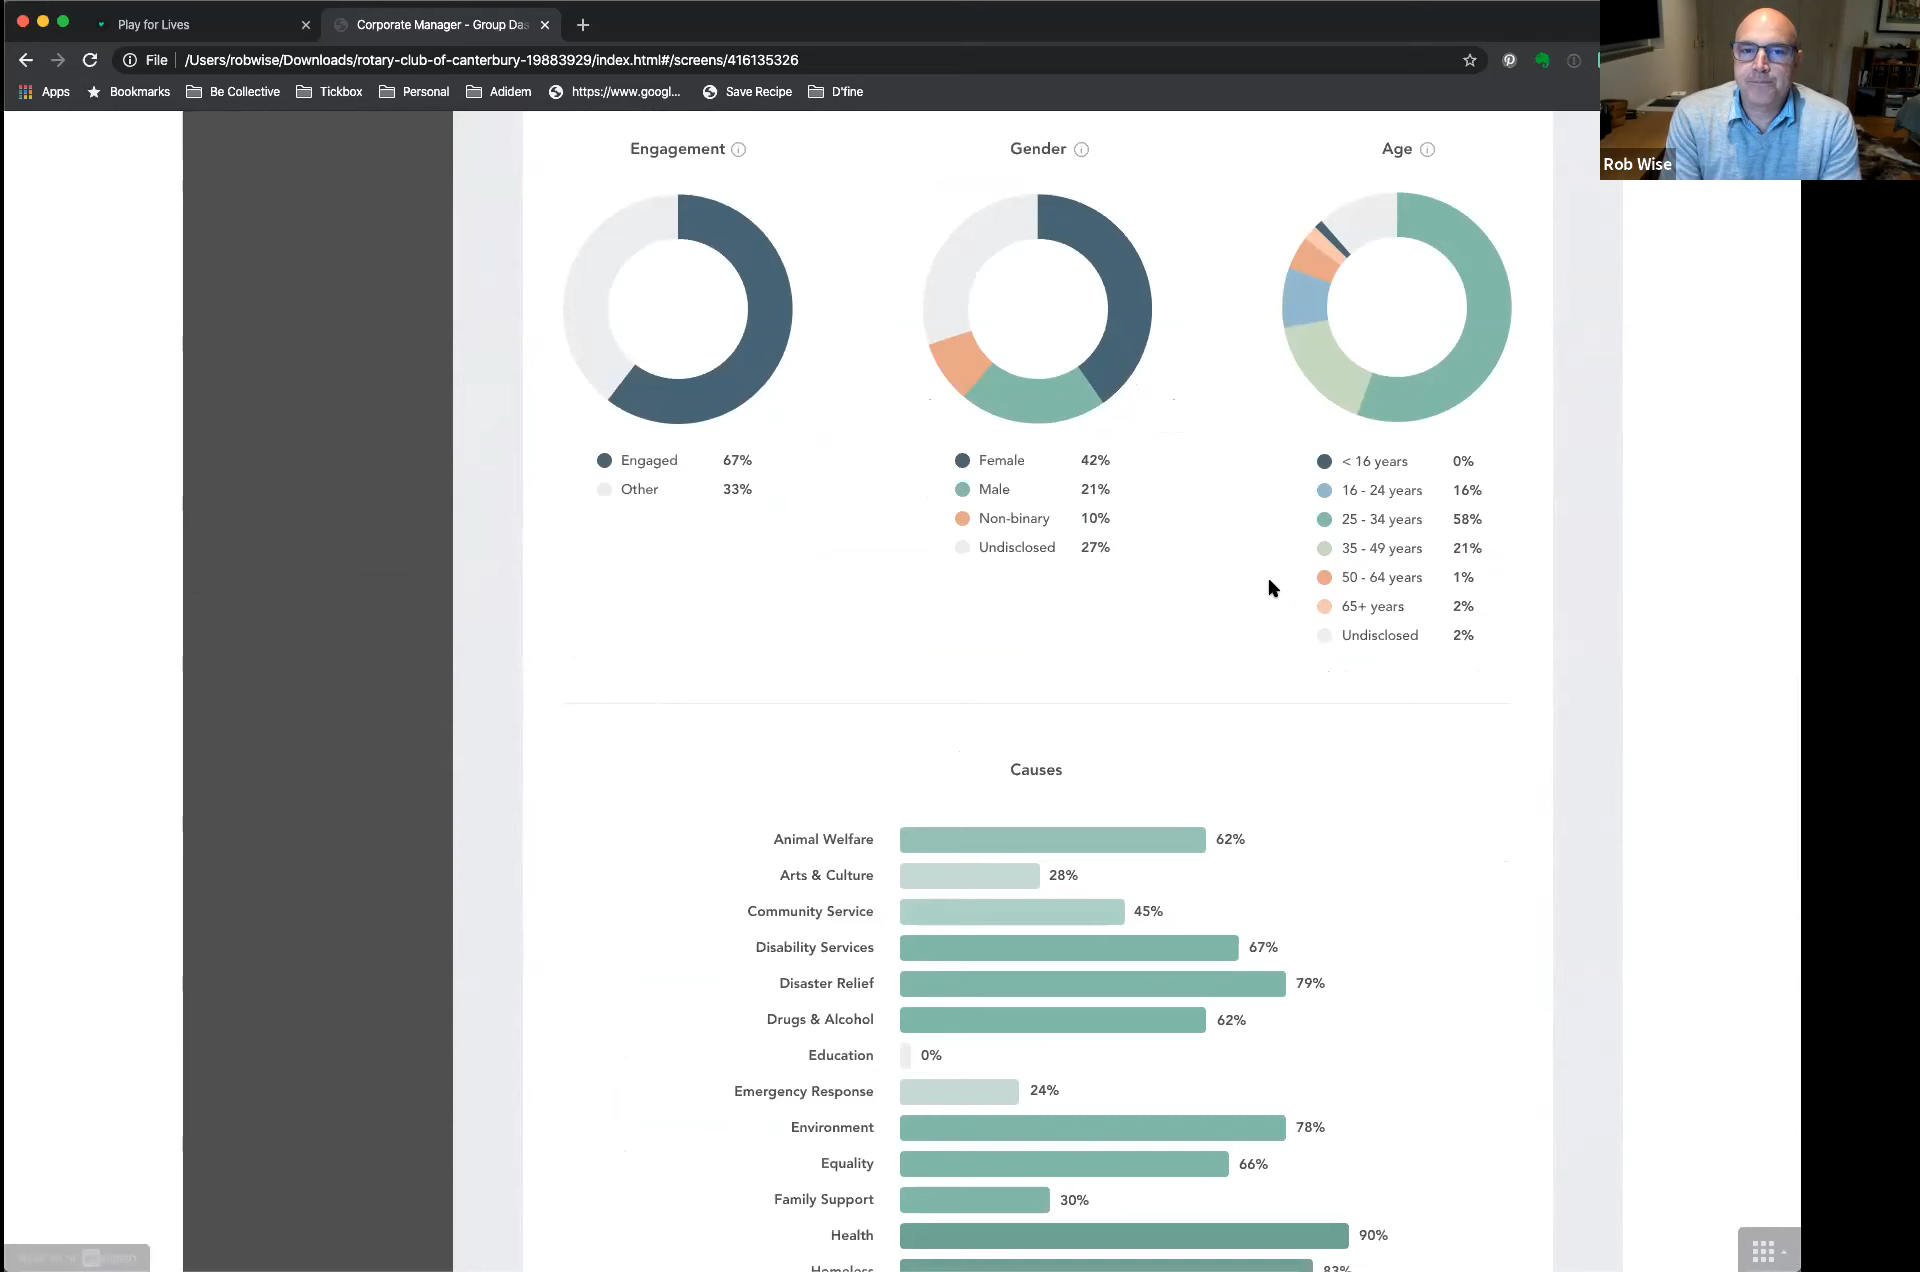 Play for Lives
Corporate Manager - Group Das
File /Users/robwise/Downloads/rotary-club-of-canterbury-19883929/index.html#/screens/416135326
Apps Bookmarks Be Collective Tickbox Personal Adidem https://www.googl... Save Recipe D'fine
Rob Wise
Engagement
Engaged 67%
Other 33%
Gender
Female 42%
Male 21%
Non-binary 10%
Undisclosed 27%
Age
< 16 years 0%
16 - 24 years 16%
25 - 34 years 58%
35 - 49 years 21%
50 - 64 years 1%
65+ years 2%
Undisclosed 2%
Causes
Animal Welfare 62%
Arts & Culture 28%
Community Service 45%
Disability Services 67%
Disaster Relief 79%
Drugs & Alcohol 62%
Education 0%
Emergency Response 24%
Environment 78%
Equality 66%
Family Support 30%
Health 90%
Homeless 83%